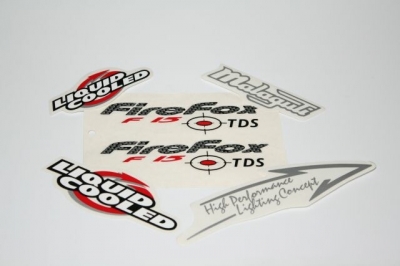 LIQUID
COOLED
Malaguti
FireFox
F 15 TDS
FireFox
F 15 TDS
LIQUID
COOLED
High Performance
Lighting Concept